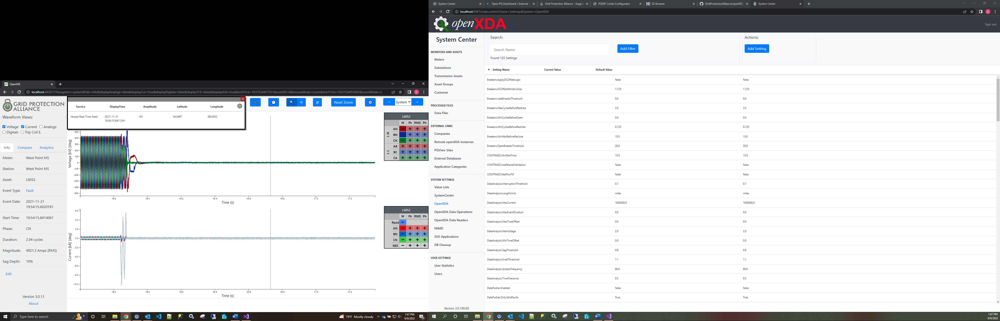 OpenSEE
localhost:44367/?Navigation=system&Tab=Info&displayAnalogs=false&displayCur=true&displayDigitals=false&displayTCE=false&displayVolt=true&endTime=1637524457351&eventID=6&mouseMode=zoom&startTime=1637524455602&zoomMode=x
E
GRID PROTECTION
ALLIANCE
Waveform Views:
Voltage Current Analogs
Digitals Trip Coil E.
Info Compare Analytics
Meter: West Point MS
Station: West Point MS
Asset: L6052
Event Type: Fault
Event Date: 2021-11-21
19:54:15.6020181
Start Time: 19:54:15.8414061
Phase: CN
Duration: 2.04 cycles
Magnitude: 4921.3 Amps (RMS)
Sag Depth: 10%
Edit
Version 3.0.11
About
X
Service DisplayTime Amplitude Latitude Longitude
Vaisala Real-Time Feed 2021-11-21 181 34.0497 -88.0652
19:54:15.8411341
Reset Zoom
< System >
Voltage [kV] [deg]
500
400
300
200
100
0
-100
-200
-300
-400
-500
15.8 16.0 16.2 16.4 16.6 16.8 17.0 17.2
Time (s)
L6052
W Pk RMS Ph
L-N
AN - + + +
BN - + + +
CN - + + +
L-L
AB + + + +
BC + + + +
CA + + + +
Current [kA] [deg]
6.0
4.0
2.0
0.0
-2.0
-4.0
-6.0
-8.0
-10.0
15.8 16.0 16.2 16.4 16.6 16.8 17.0 17.2
Time (s)
L6052
W Pk RMS Ph
Resid -
AN - + + +
BN - + + +
CN - + + +
RES - + + +
Type here to search
79°F Mostly cloudy
1:47 PM
9/9/2022
13
System Center
Open PQ Dashboard :: External
Grid Protection Alliance - Suppo
PQSPC Limits Configurator
SE Browser
GridProtectionAlliance/openSEE
System Center
localhost:8987/index.cshtml?name=Settings&System=OpenXDA
E
openXDA
Sign out
System Center
MONITORS AND ASSETS
Meters
Substations
Transmission Assets
Asset Groups
Customer
PROCESSED FILES
Data Files
EXTERNAL LINKS
Companies
Remote openXDA Instances
PQView Sites
External Databases
Application Categories
SYSTEM SETTINGS
Value Lists
SystemCenter
OpenXDA
OpenXDA Data Operations
OpenXDA Data Readers
MiMD
SSO Applications
DB Cleanup
USER SETTINGS
User Statistics
Users
Version 3.0.180.69
Search:
Search Name
Add Filter
Found 125 Settings
Actions:
Add Setting
Setting Name Current Value Default Value
Breakers.ApplyDCOffsetLogic False False
Breakers.DCOffsetWindowSize 1.125 1.125
Breakers.LateBreakerThreshold 0.0 0.0
Breakers.MaxCyclesBeforeRestrike 2.0 2.0
Breakers.MinCyclesBeforeOpen 0.0 0.0
Breakers.MinCyclesBeforeRestrike 0.125 0.125
Breakers.MinWaitBeforeReclose 15.0 15.0
Breakers.OpenBreakerThreshold 20.0 20.0
COMTRADE.MinWaitTime 15.0 15.0
COMTRADE.UseRelaxedValidation False False
COMTRADE.WaitForINF False False
DataAnalysis.InterruptionThreshold 0.1 0.1
DataAnalysis.LengthUnits miles miles
DataAnalysis.MaxCurrent 1000000.0 1000000.0
DataAnalysis.MaxEventDuration 0.0 0.0
DataAnalysis.MaxTimeOffset 0.0 0.0
DataAnalysis.MaxVoltage 2.0 2.0
DataAnalysis.MinTimeOffset 0.0 0.0
DataAnalysis.SagThreshold 0.9 0.9
DataAnalysis.SwellThreshold 1.1 1.1
DataAnalysis.SystemFrequency 60.0 60.0
DataAnalysis.TimeTolerance 0.5 0.5
DataPusher.Enabled False False
DataPusher.OnlyValidFaults True True
1:47 PM
9/9/2022